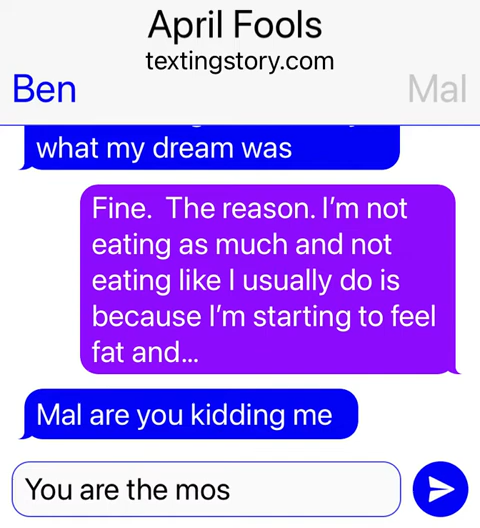 April Fools
textingstory.com
Ben
Mal
what my dream was
Fine.  The reason. I'm not
eating as much and not
eating like I usually do is
because I'm starting to feel
fat and...
Mal are you kidding me
You are the mos